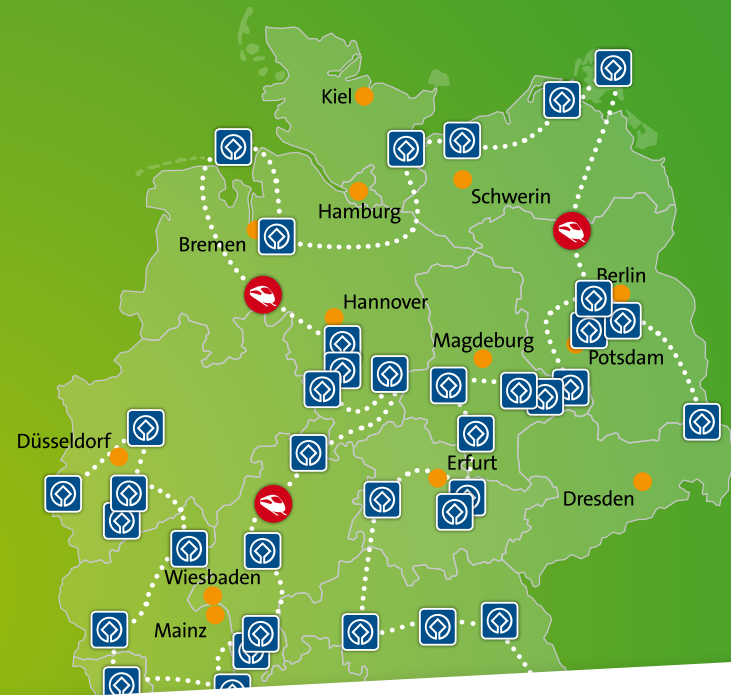 Kiel
Schwerin
Hamburg
Bremen
Berlin
Hannover
Magdeburg
Potsdam
Düsseldorf
Erfurt
Dresden
Wiesbaden
Mainz